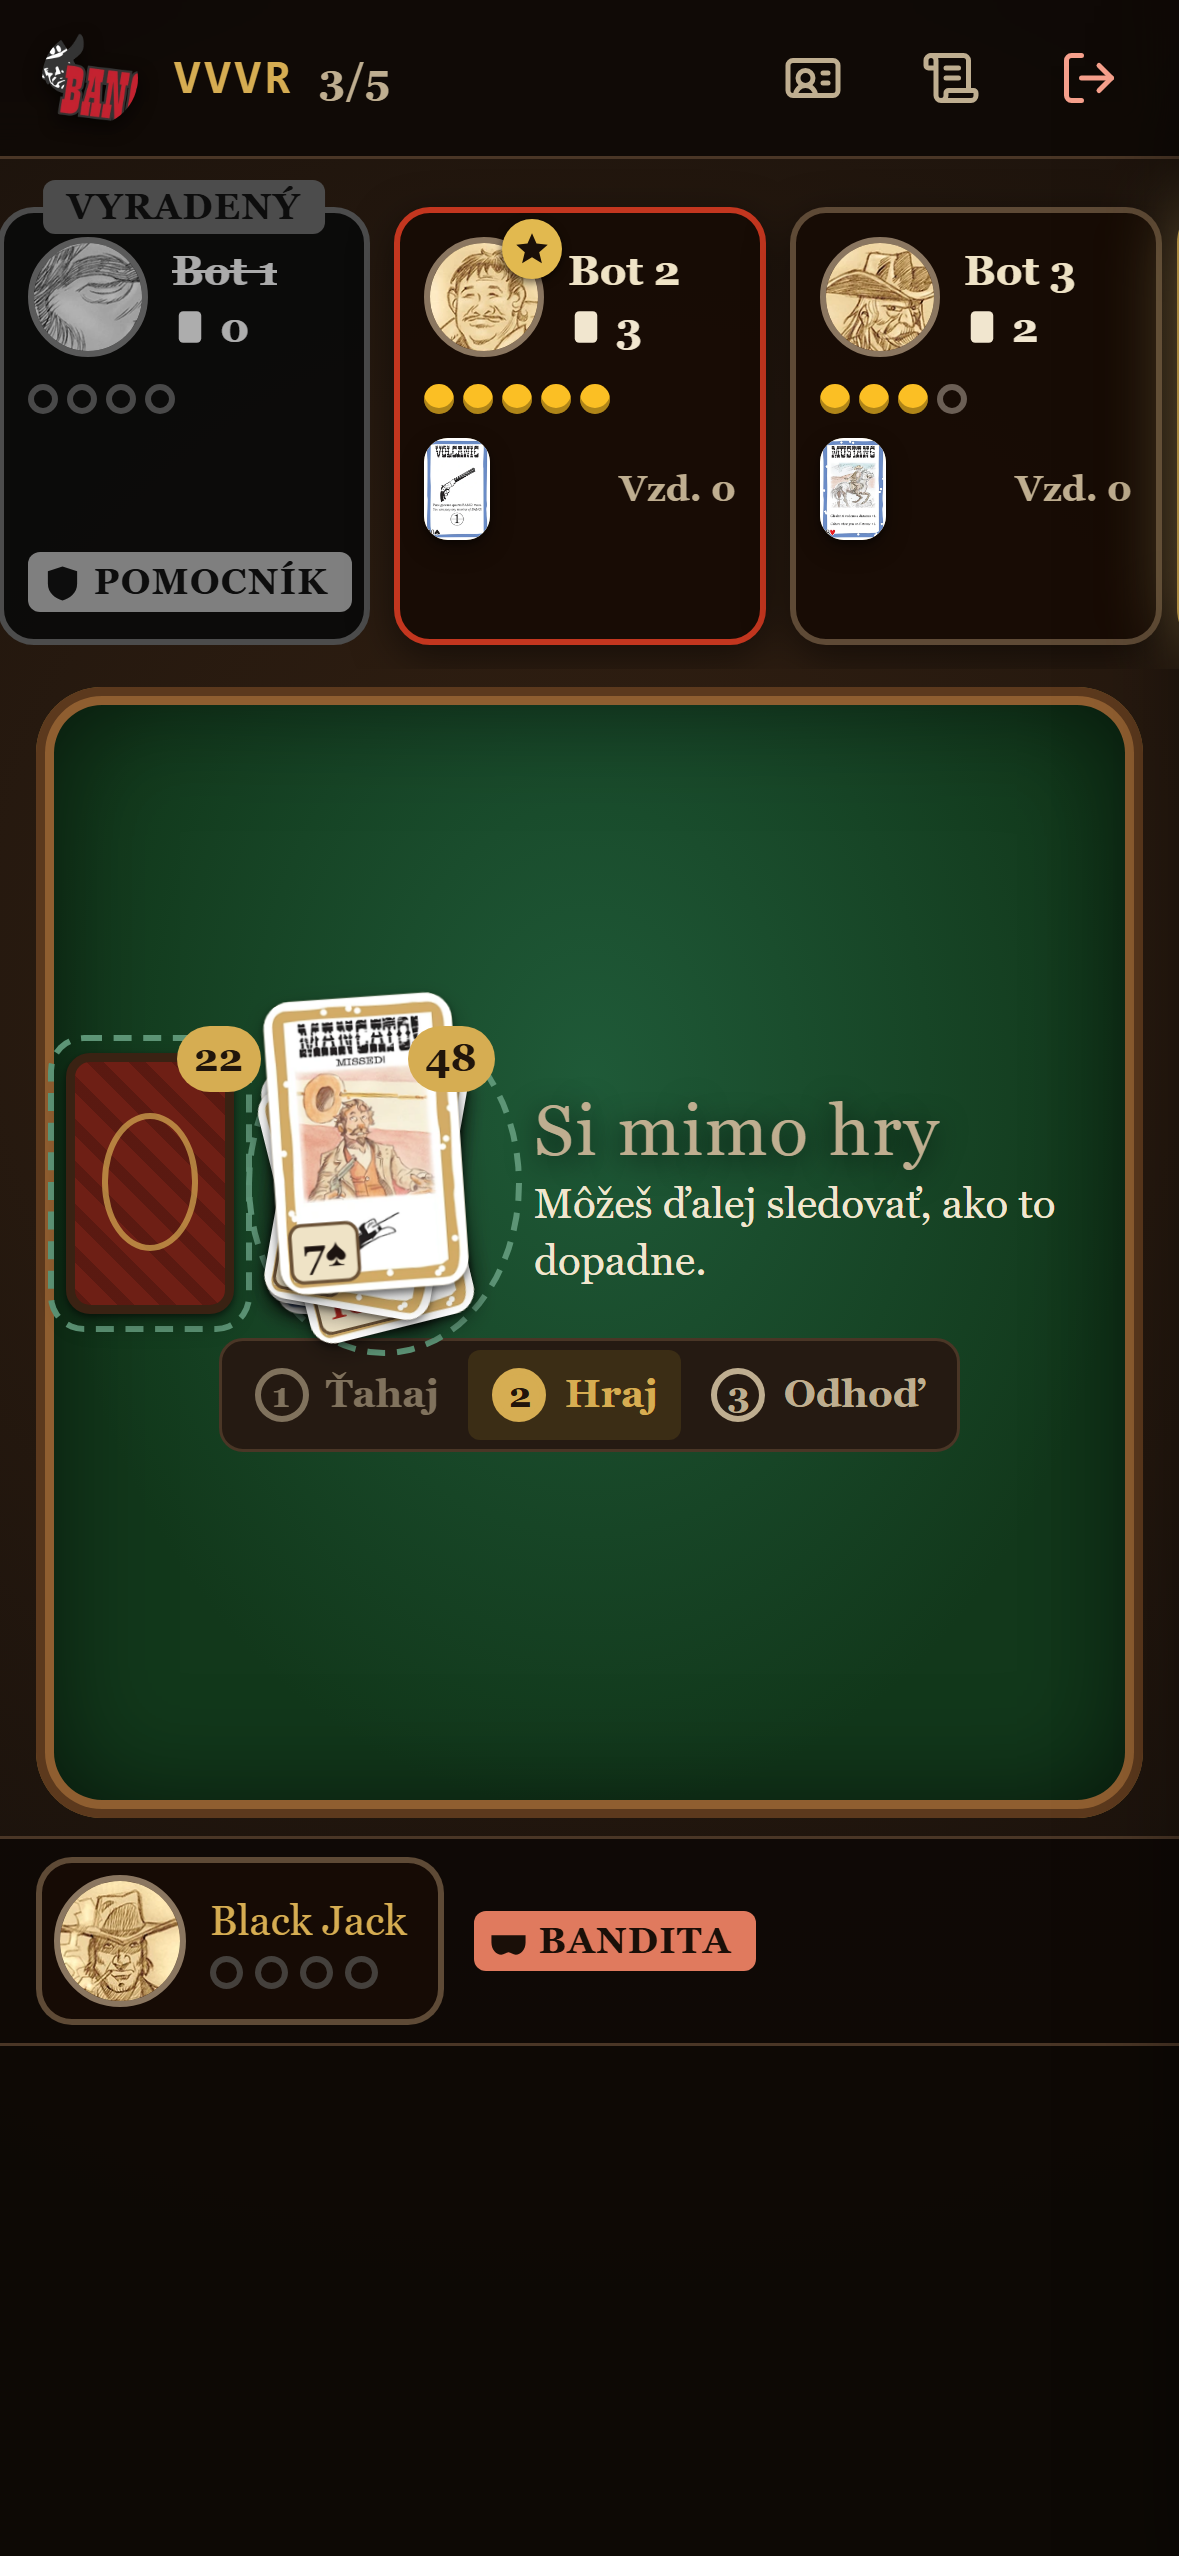 BANG
VVVR 3/5
VYRADENÝ
Bot 1
0
POMOCNÍK
Bot 2
3
VOLCANIC
Vzd. 0
Bot 3
2
MUSTANG
Vzd. 0
22
48
MANCATO!
MISSED!
7♠
Si mimo hry
Môžeš ďalej sledovať, ako to
dopadne.
1 Ťahaj
2 Hraj
3 Odhoď
Black Jack
BANDITA